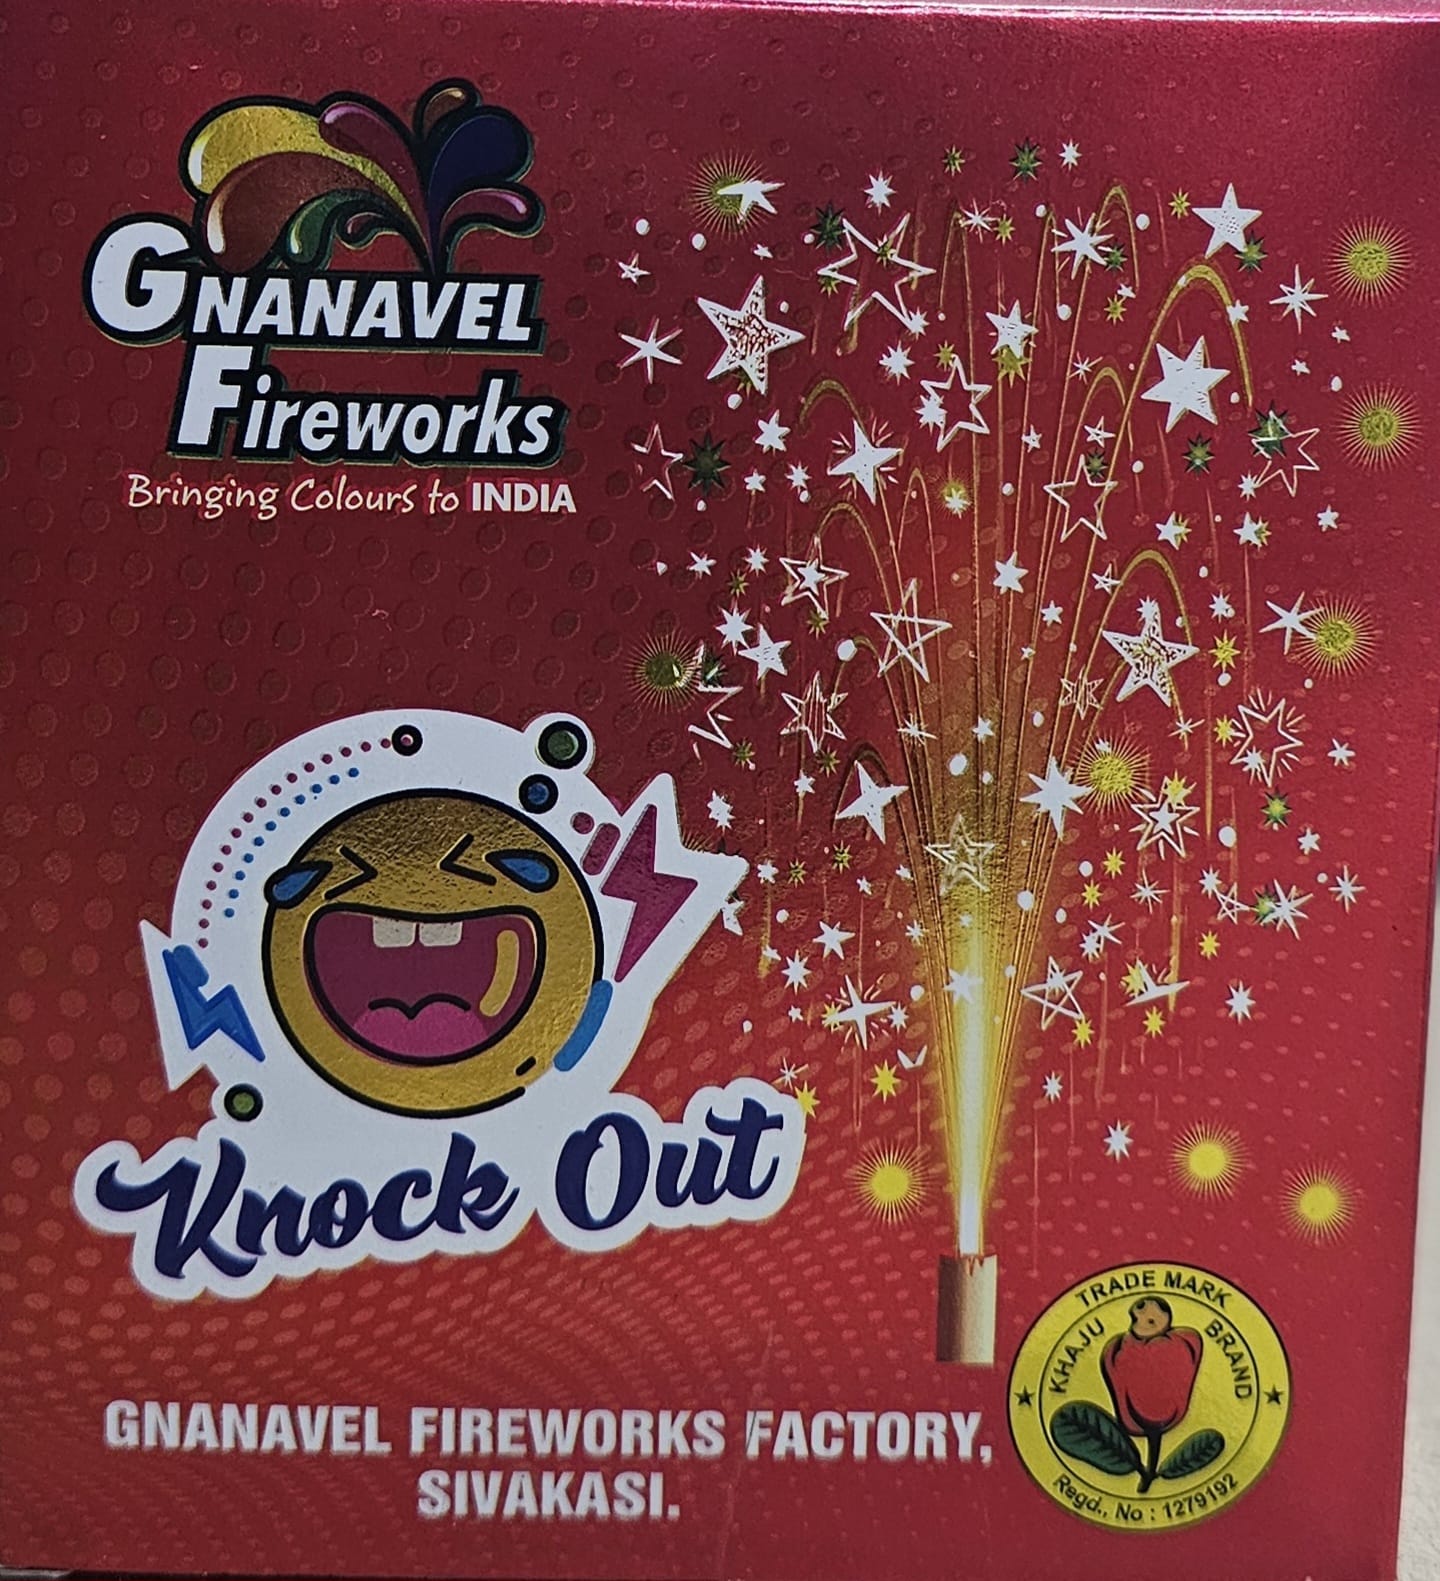 GNANAVEL
Fireworks
Bringing Colours to INDIA
Knock Out
TRADE MARK
KHAJU BRAND
Regd., No : 1279192
GNANAVEL FIREWORKS FACTORY,
SIVAKASI.